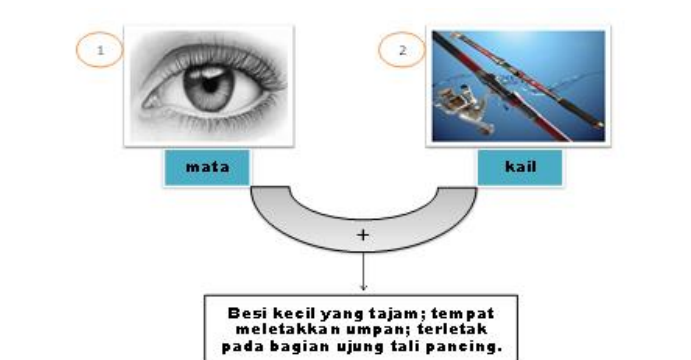 1
2
mata
kail
+
Besi kecil yang tajam; tempat
meletakkan umpan; terletak
pada bagian ujung tali pancing.